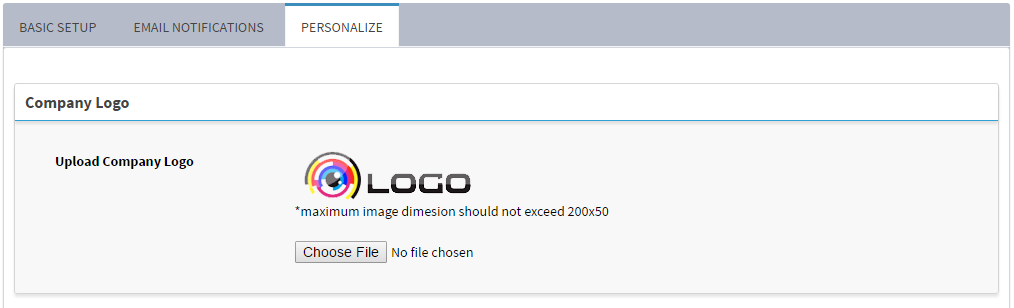 BASIC SETUP EMAIL NOTIFICATIONS PERSONALIZE
Company Logo
Upload Company Logo
LOGO
*maximum image dimesion should not exceed 200x50
Choose File No file chosen